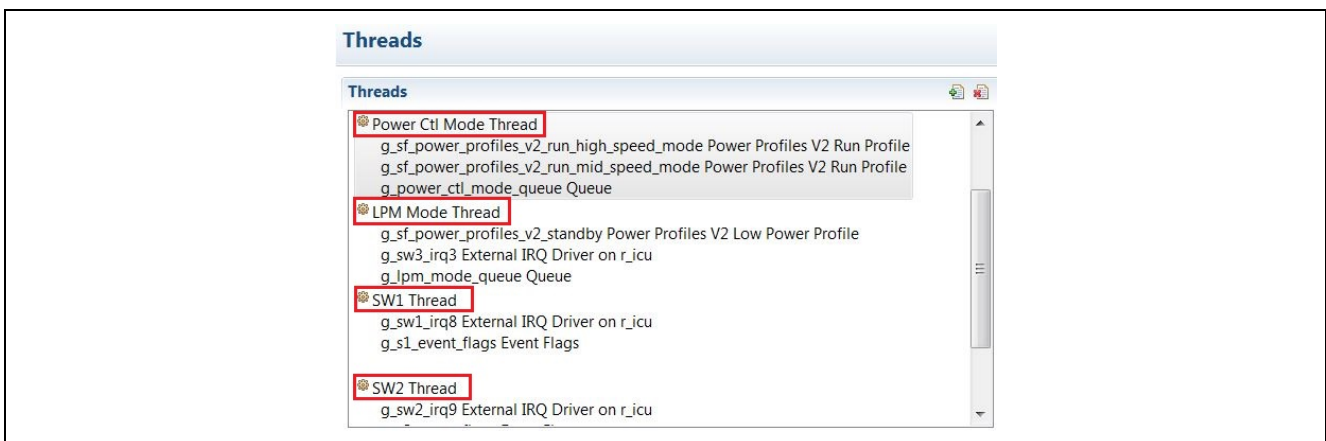 Threads
Threads
Power Ctl Mode Thread
g_sf_power_profiles_v2_run_high_speed_mode Power Profiles V2 Run Profile
g_sf_power_profiles_v2_run_mid_speed_mode Power Profiles V2 Run Profile
g_power_ctl_mode_queue Queue
LPM Mode Thread
g_sf_power_profiles_v2_standby Power Profiles V2 Low Power Profile
g_sw3_irq3 External IRQ Driver on r_icu
g_lpm_mode_queue Queue
SW1 Thread
g_sw1_irq8 External IRQ Driver on r_icu
g_s1_event_flags Event Flags
SW2 Thread
g_sw2_irq9 External IRQ Driver on r_icu